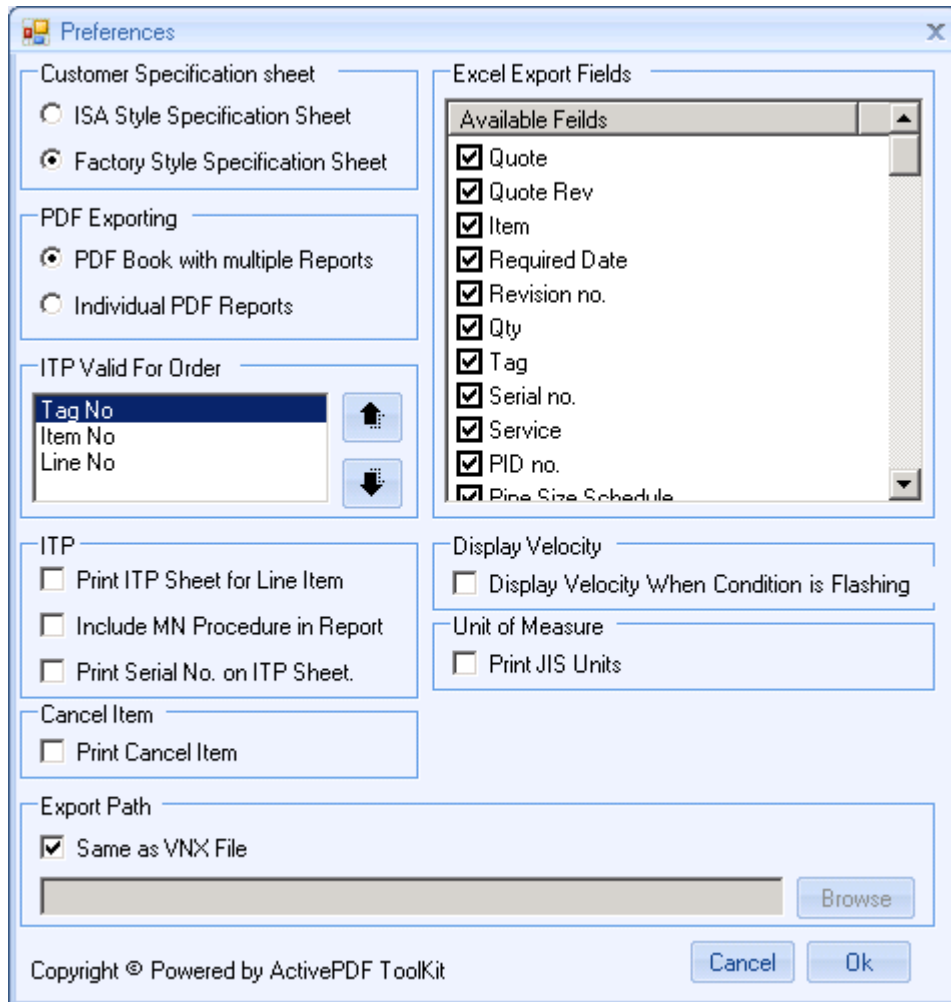 Preferences
Customer Specification sheet
ISA Style Specification Sheet
Factory Style Specification Sheet
PDF Exporting
PDF Book with multiple Reports
Individual PDF Reports
ITP Valid For Order
Tag No
Item No
Line No
ITP
Print ITP Sheet for Line Item
Include MN Procedure in Report
Print Serial No. on ITP Sheet.
Cancel Item
Print Cancel Item
Excel Export Fields
Available Feilds
Quote
Quote Rev
Item
Required Date
Revision no.
Qty
Tag
Serial no.
Service
PID no.
Pipe Size Schedule
Display Velocity
Display Velocity When Condition is Flashing
Unit of Measure
Print JIS Units
Export Path
Same as VNX File
Browse
Copyright © Powered by ActivePDF ToolKit
Cancel
Ok